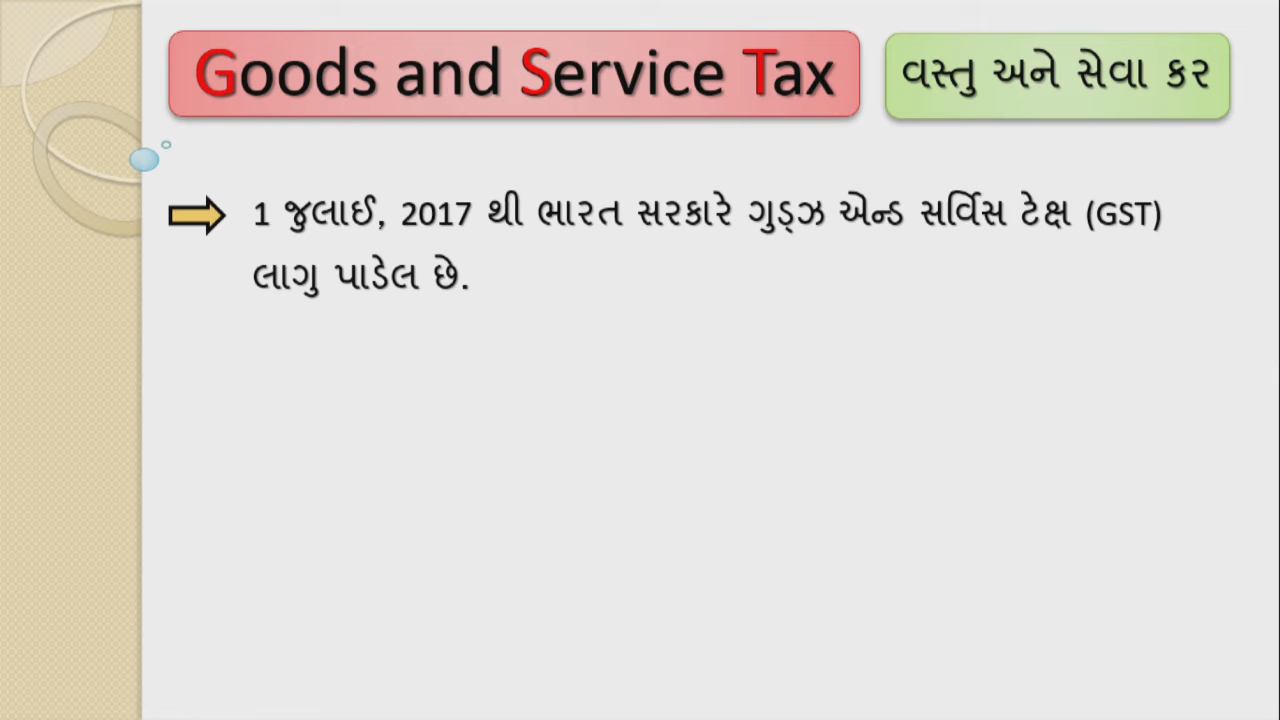 Goods and Service Tax
વસ્તુ અને સેવા કર
1 જુલાઈ, 2017 થી ભારત સરકારે ગુડ્ઝ એન્ડ સર્વિસ ટેક્ષ (GST)
લાગુ પાડેલ છે.